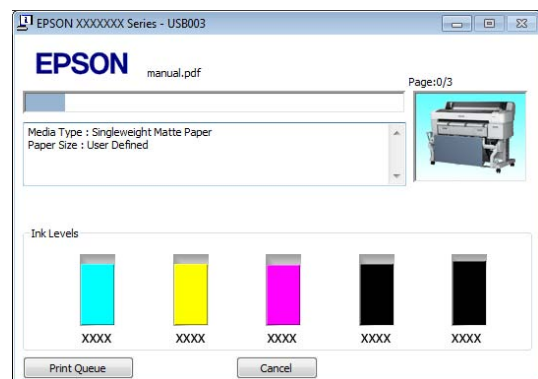 EPSON XXXXXXX Series - USB003
EPSON
manual.pdf
Page:0/3
Media Type : Singleweight Matte Paper
Paper Size : User Defined
Ink Levels
XXXX XXXX XXXX XXXX XXXX
Print Queue
Cancel